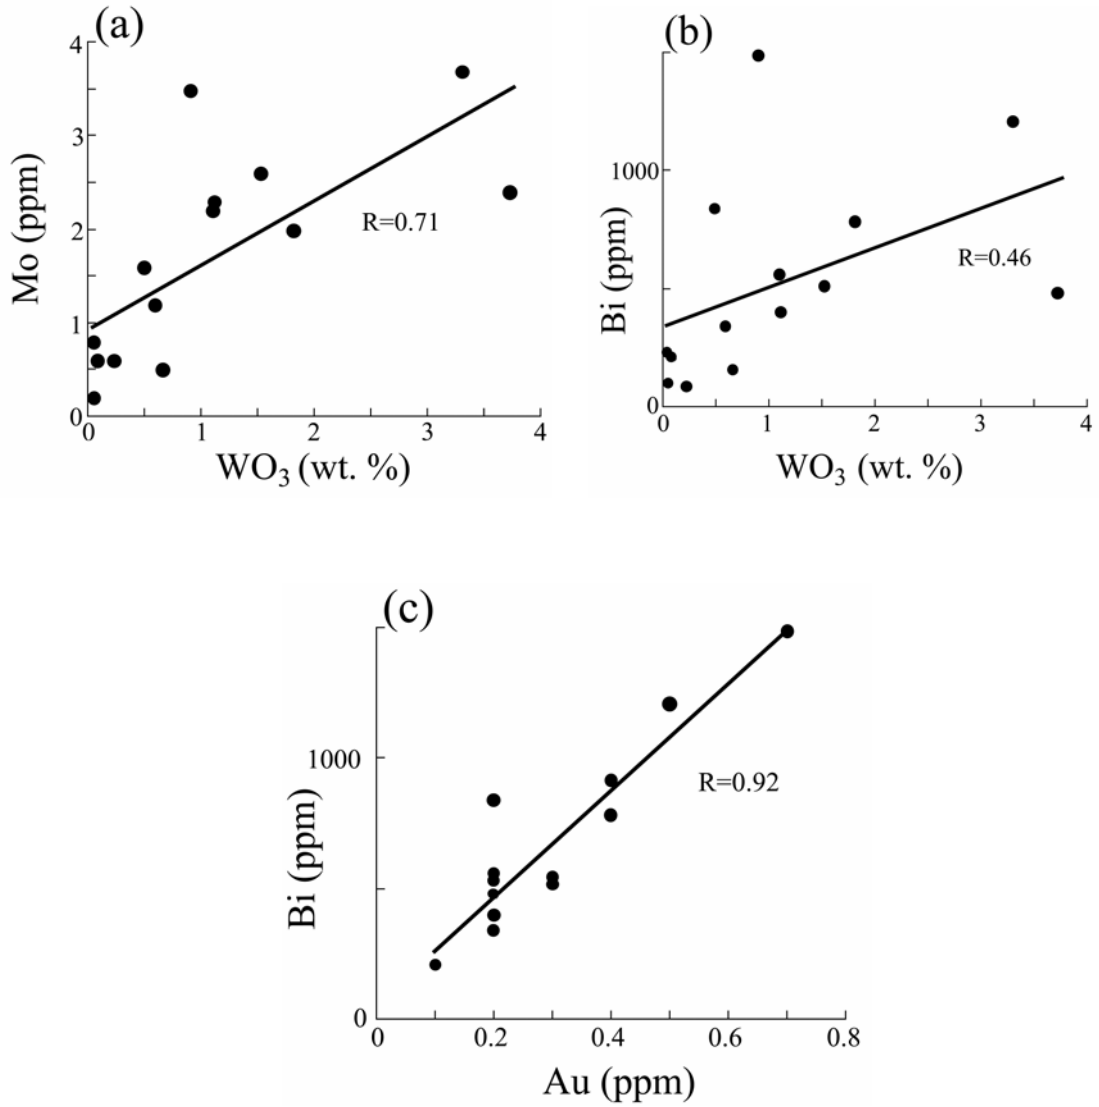 (a)
4
3
2
1
0
Mo (ppm)
R=0.71
0 1 2 3 4
WO₃ (wt. %)
(b)
1000
0
Bi (ppm)
R=0.46
0 1 2 3 4
WO₃ (wt. %)
(c)
1000
0
Bi (ppm)
R=0.92
0 0.2 0.4 0.6 0.8
Au (ppm)